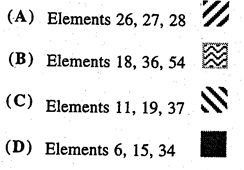 (A) Elements 26, 27, 28
(B) Elements 18, 36, 54
(C) Elements 11, 19, 37
(D) Elements 6, 15, 34